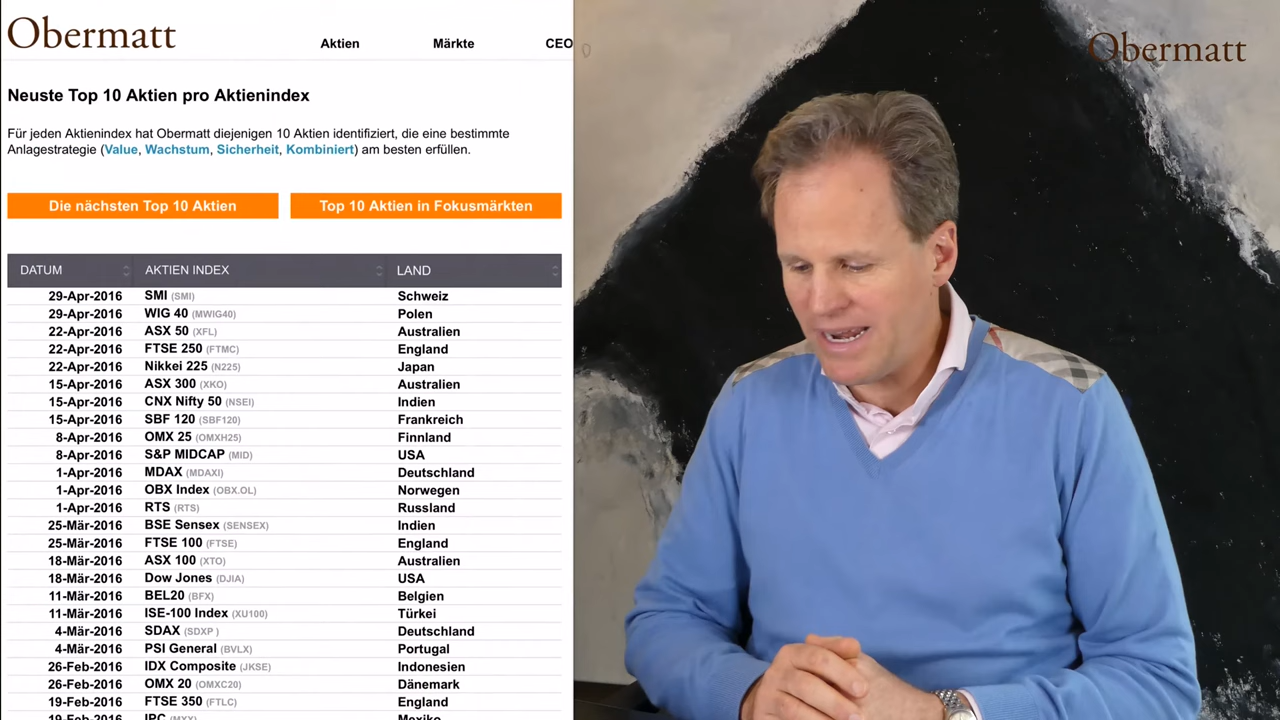 Obermatt
Aktien Märkte CEO
Obermatt
Neuste Top 10 Aktien pro Aktienindex
Für jeden Aktienindex hat Obermatt diejenigen 10 Aktien identifiziert, die eine bestimmte
Anlagestrategie (Value, Wachstum, Sicherheit, Kombiniert) am besten erfüllen.
Die nächsten Top 10 Aktien Top 10 Aktien in Fokusmärkten
DATUM AKTIEN INDEX LAND
29-Apr-2016 SMI (SMI) Schweiz
29-Apr-2016 WIG 40 (MWIG40) Polen
22-Apr-2016 ASX 50 (XFL) Australien
22-Apr-2016 FTSE 250 (FTMC) England
22-Apr-2016 Nikkei 225 (N225) Japan
15-Apr-2016 ASX 300 (XKO) Australien
15-Apr-2016 CNX Nifty 50 (NSEI) Indien
15-Apr-2016 SBF 120 (SBF120) Frankreich
8-Apr-2016 OMX 25 (OMXH25) Finnland
8-Apr-2016 S&P MIDCAP (MID) USA
1-Apr-2016 MDAX (MDAXI) Deutschland
1-Apr-2016 OBX Index (OBX.OL) Norwegen
1-Apr-2016 RTS (RTS) Russland
25-Mär-2016 BSE Sensex (SENSEX) Indien
25-Mär-2016 FTSE 100 (FTSE) England
18-Mär-2016 ASX 100 (XTO) Australien
18-Mär-2016 Dow Jones (DJIA) USA
11-Mär-2016 BEL20 (BFX) Belgien
11-Mär-2016 ISE-100 Index (XU100) Türkei
4-Mär-2016 SDAX (SDXP ) Deutschland
4-Mär-2016 PSI General (BVLX) Portugal
26-Feb-2016 IDX Composite (JKSE) Indonesien
26-Feb-2016 OMX 20 (OMXC20) Dänemark
19-Feb-2016 FTSE 350 (FTLC) England
19-Feb-2016 IPC (MXX) Mexiko